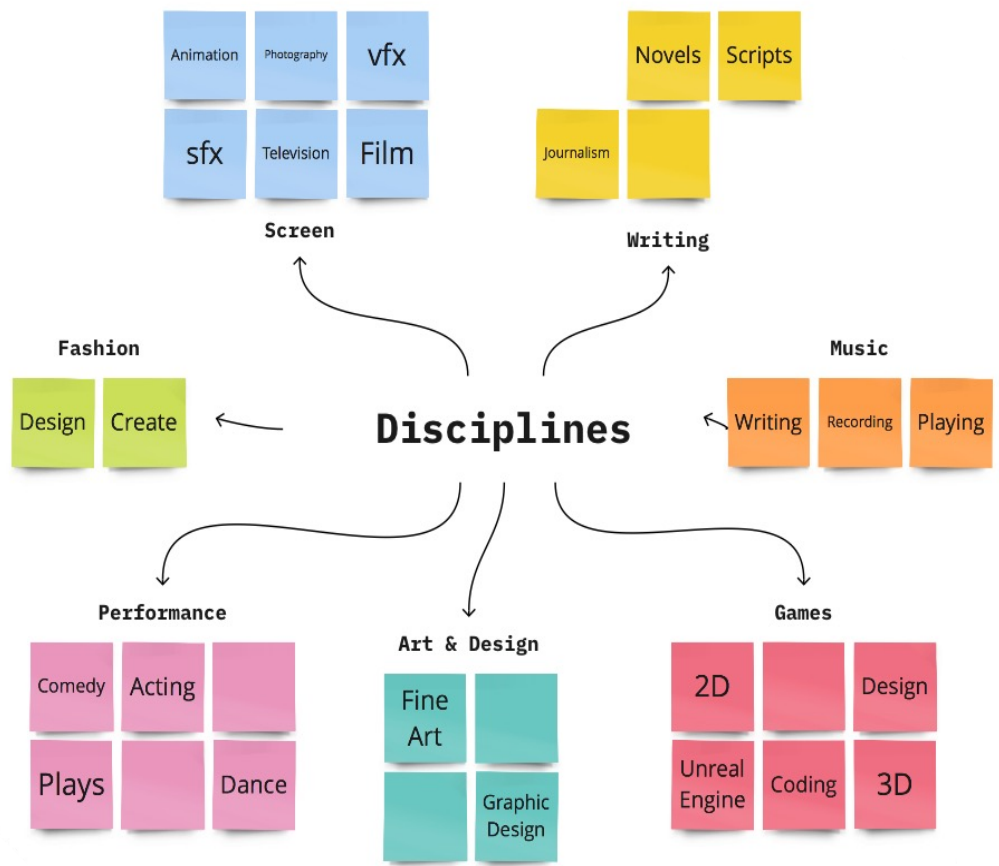 Animation
Photography
vfx
sfx
Television
Film
Screen
Novels
Scripts
Journalism
Writing
Fashion
Design
Create
Disciplines
Music
Writing
Recording
Playing
Performance
Comedy
Acting
Plays
Dance
Art & Design
Fine
Art
Graphic
Design
Games
2D
Design
Unreal
Engine
Coding
3D